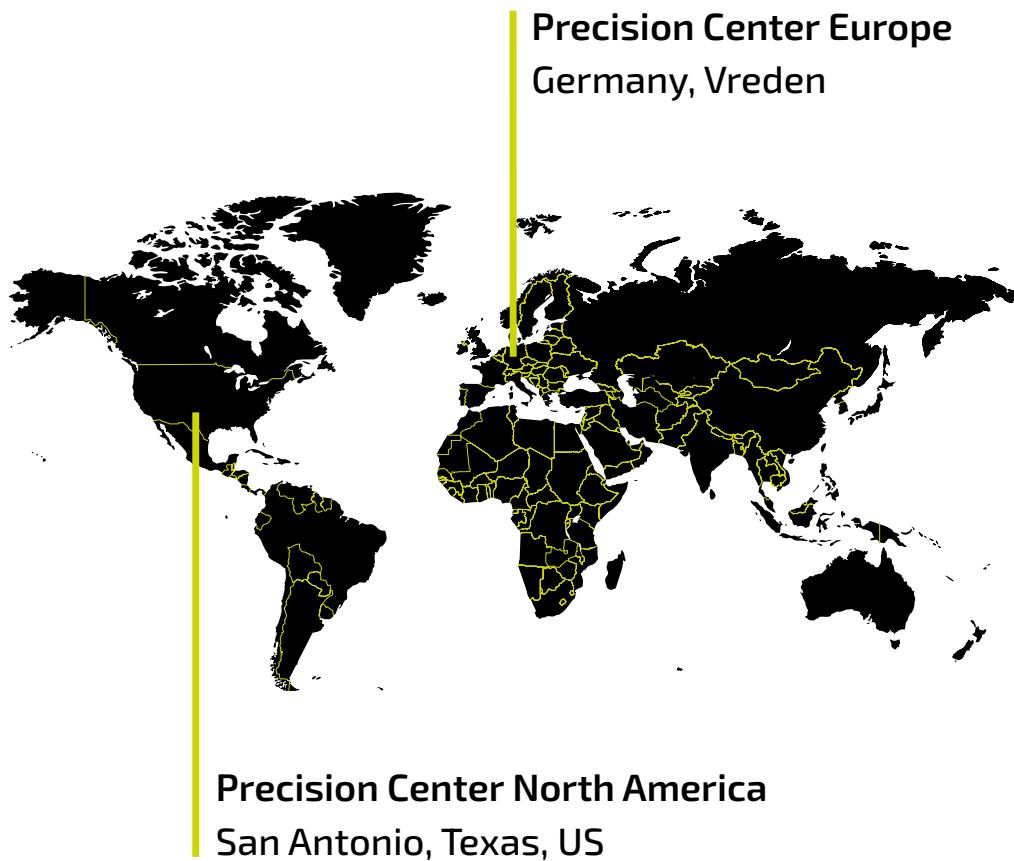 Precision Center Europe
Germany, Vreden
Precision Center North America
San Antonio, Texas, US